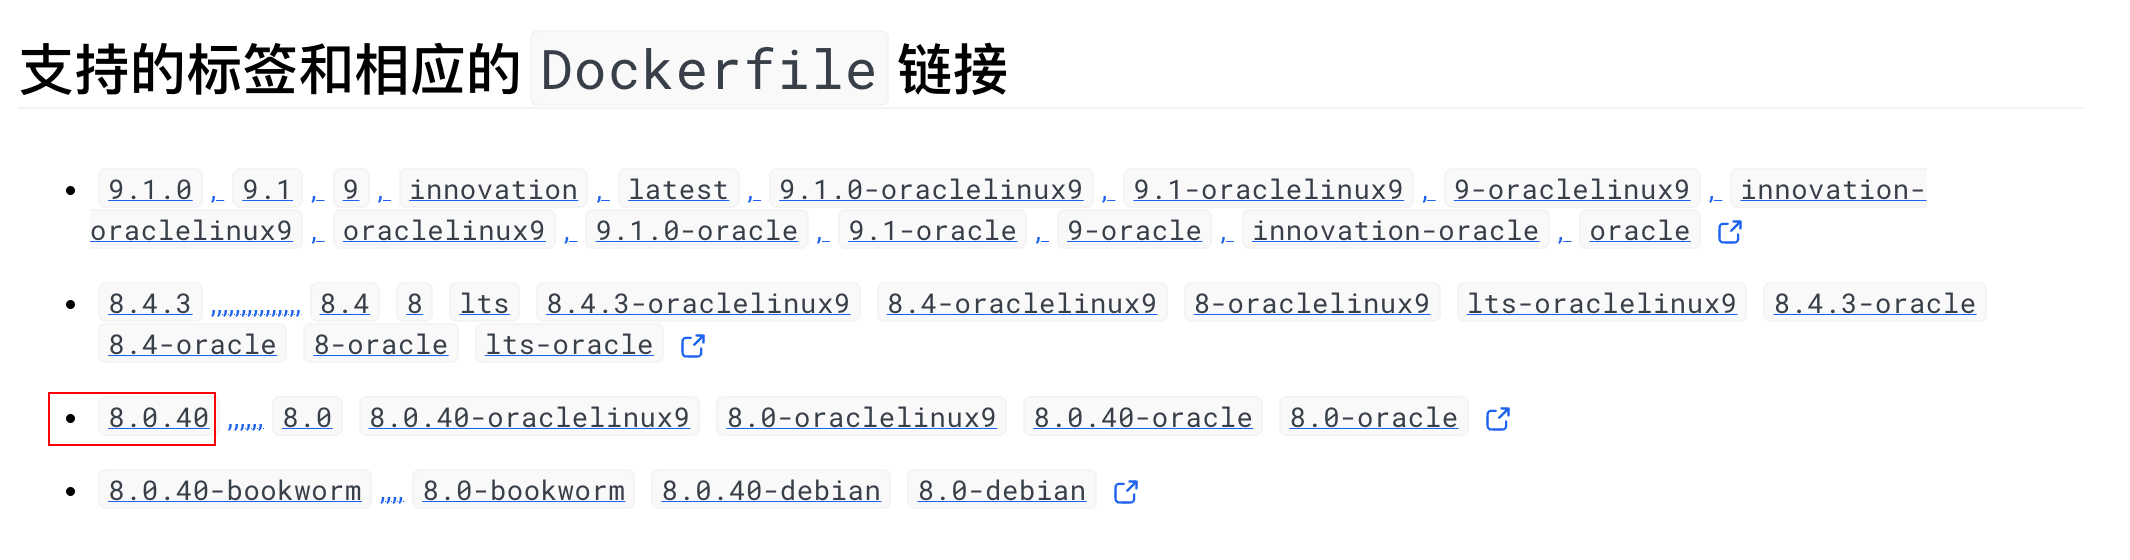 支持的标签和相应的 Dockerfile 链接
• 9.1.0 , 9.1 , 9 , innovation , latest , 9.1.0-oraclelinux9 , 9.1-oraclelinux9 , 9-oraclelinux9 , innovation-
oraclelinux9 , oraclelinux9 , 9.1.0-oracle , 9.1-oracle , 9-oracle , innovation-oracle , oracle
• 8.4.3 ,,,,,,,,,,,,,,, 8.4 8 lts 8.4.3-oraclelinux9 8.4-oraclelinux9 8-oraclelinux9 lts-oraclelinux9 8.4.3-oracle
8.4-oracle 8-oracle lts-oracle
• 8.0.40 ,,,,,, 8.0 8.0.40-oraclelinux9 8.0-oraclelinux9 8.0.40-oracle 8.0-oracle
• 8.0.40-bookworm ,,,, 8.0-bookworm 8.0.40-debian 8.0-debian